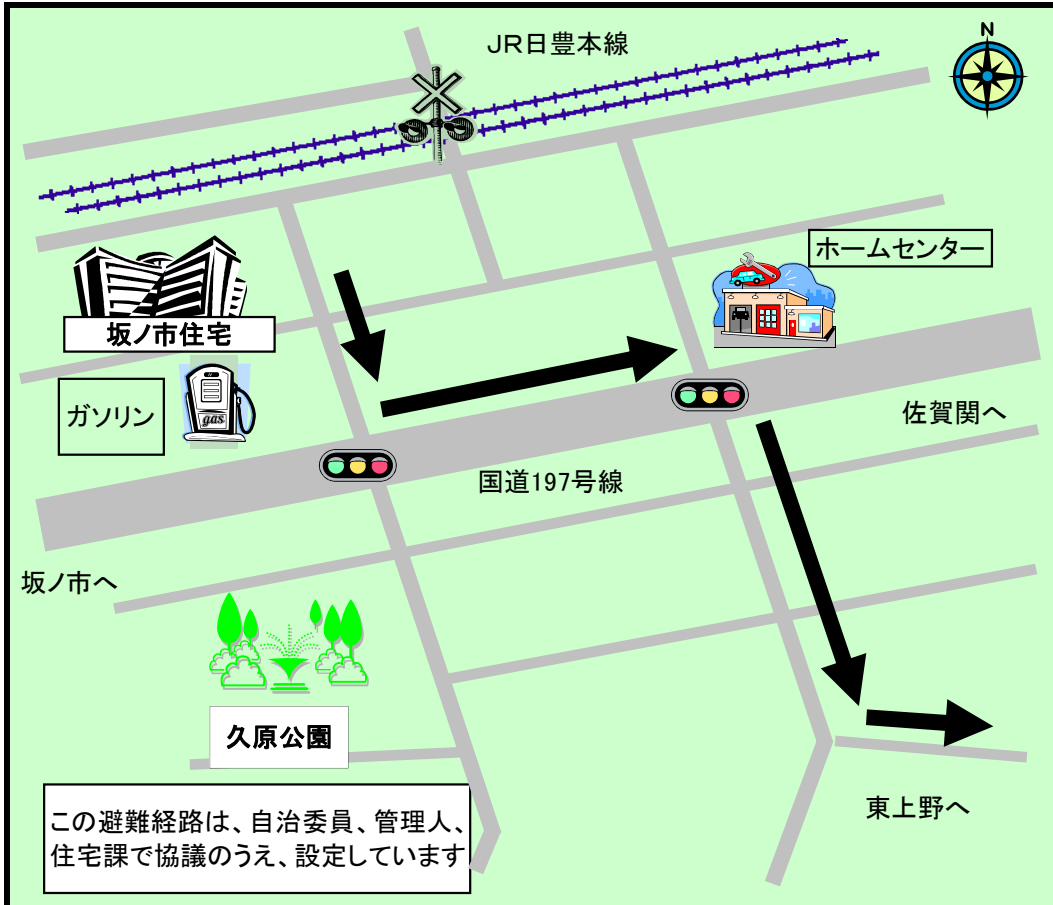 JR日豊本線
N
ホームセンター
坂ノ市住宅
ガソリン
gas
佐賀関へ
国道197号線
坂ノ市へ
久原公園
東上野へ
この避難経路は、自治委員、管理人、
住宅課で協議のうえ、設定しています